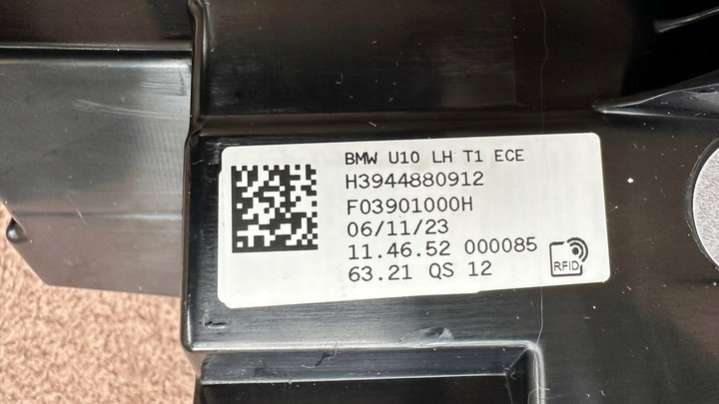 BMW U10 LH T1 ECE
H3944880912
F03901000H
06/11/23
11.46.52 000085
63.21 QS 12
RFID